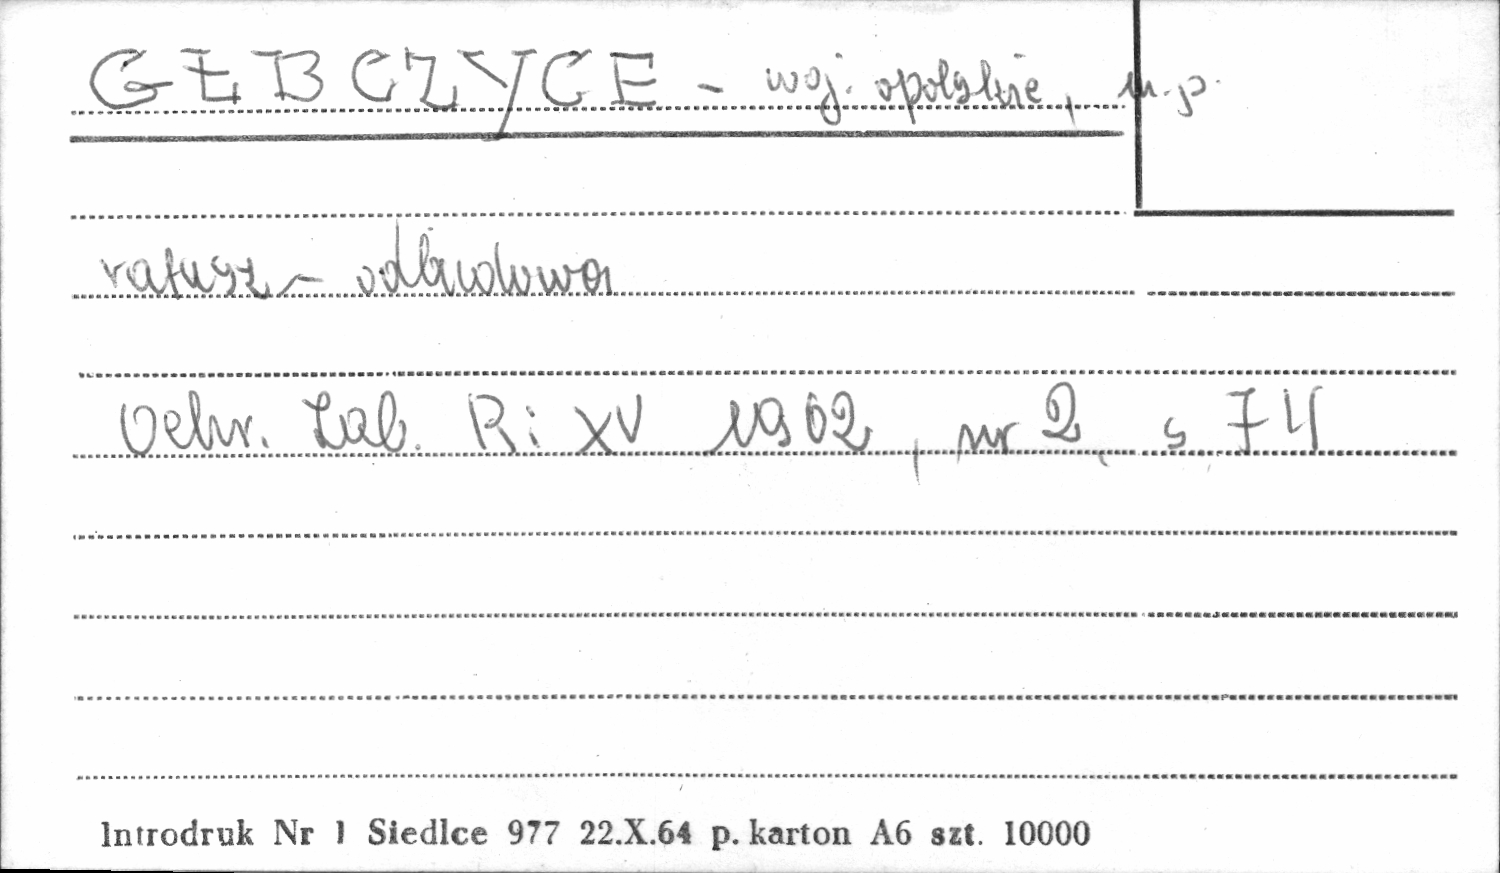 GŁBCZYCE - woj. opolskie, m.p.
ratusz - odbudowa
Ochr. Zab. R: XV 1962, nr 2, s 74
Introdruk Nr 1 Siedlce 977 22.X.64 p. karton A6 szt. 10000